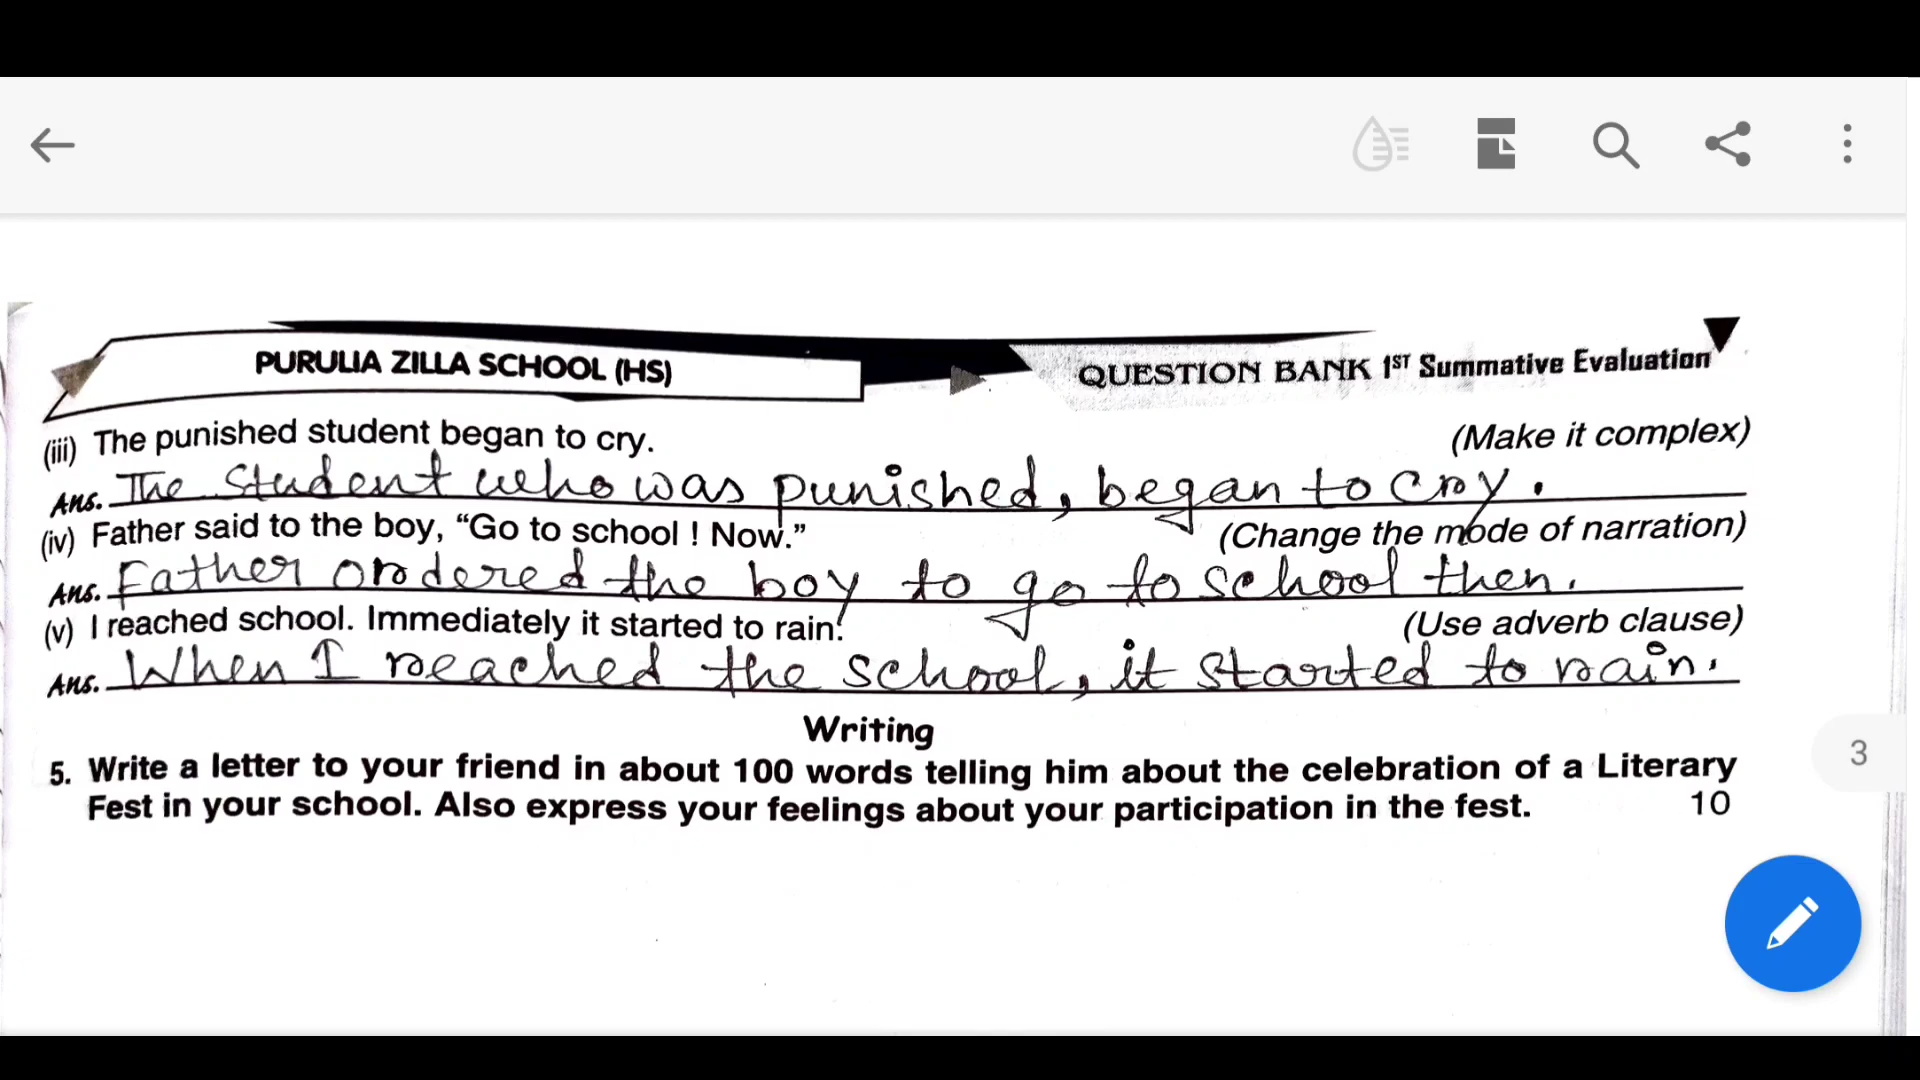 PURULIA ZILLA SCHOOL (HS)
QUESTION BANK 1ST Summative Evaluation
(iii) The punished student began to cry. (Make it complex)
Ans. The student who was punished, began to cry.
(iv) Father said to the boy, “Go to school ! Now.” (Change the mode of narration)
Ans. Father ordered the boy to go to school then.
(v) I reached school. Immediately it started to rain. (Use adverb clause)
Ans. When I reached the school, it started to rain.
Writing
5. Write a letter to your friend in about 100 words telling him about the celebration of a Literary
Fest in your school. Also express your feelings about your participation in the fest. 10
3